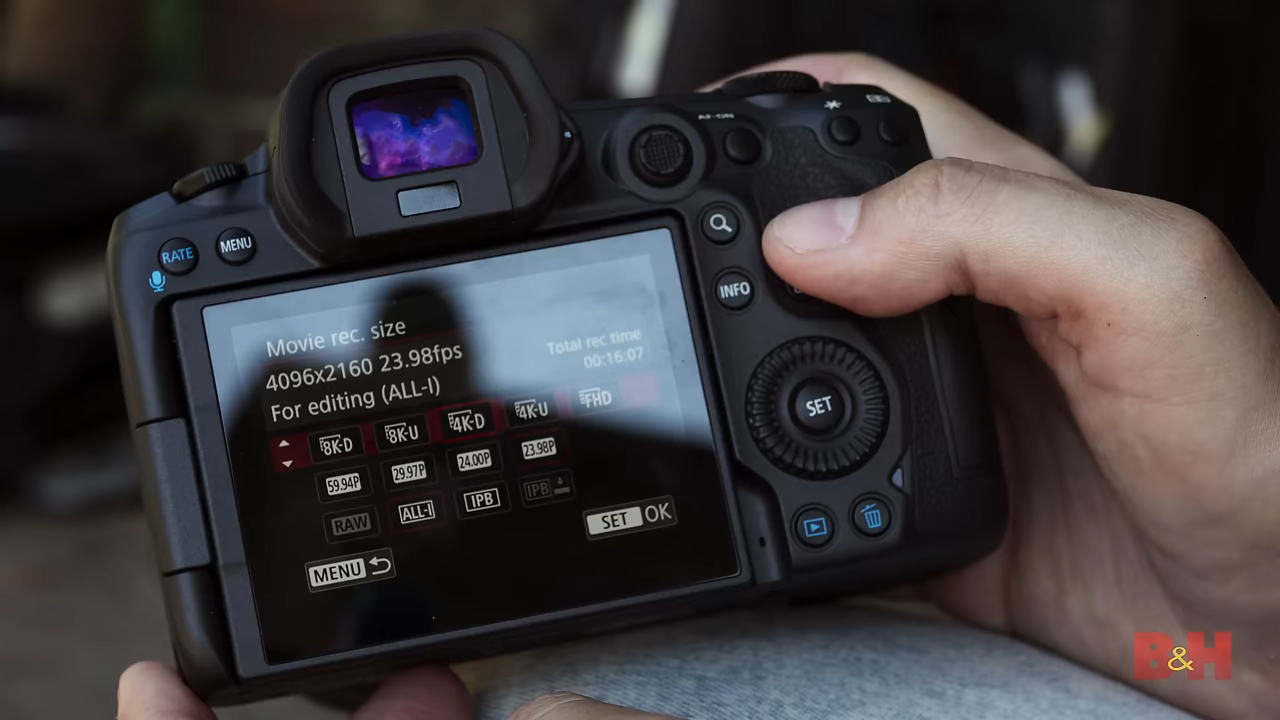 AF-ON
RATE
MENU
INFO
Movie rec. size
4096x2160 23.98fps
For editing (ALL-I)
Total rec time
00:16:07
8K-D 8K-U 4K-D 4K-U FHD
59.94P 29.97P 24.00P 23.98P
RAW ALL-I IPB IPB
SET OK
MENU
SET
B&H